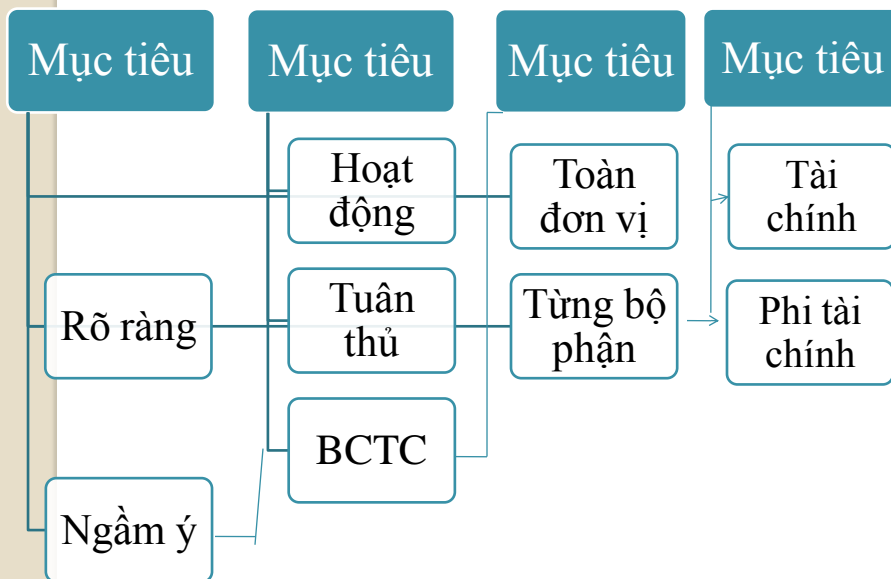 Mục tiêu
Mục tiêu
Mục tiêu
Mục tiêu
Hoạt
động
Toàn
đơn vị
Tài
chính
Rõ ràng
Tuân
thủ
Từng bộ
phận
Phi tài
chính
BCTC
Ngầm ý